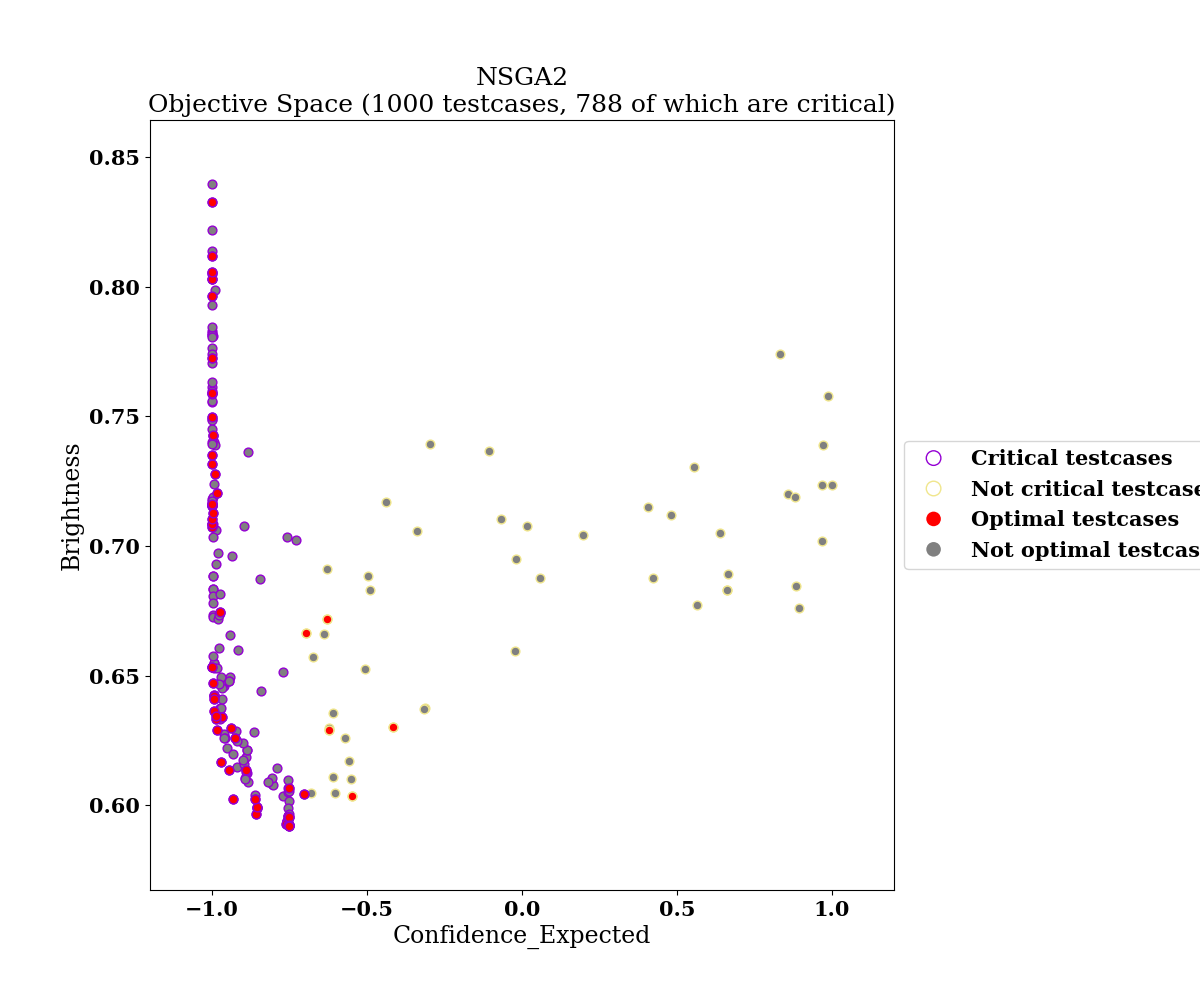 NSGA2
Objective Space (1000 testcases, 788 of which are critical)
0.85
0.80
0.75
0.70
0.65
0.60
Brightness
−1.0
−0.5
0.0
0.5
1.0
Confidence_Expected
Critical testcases
Not critical testcase
Optimal testcases
Not optimal testcas